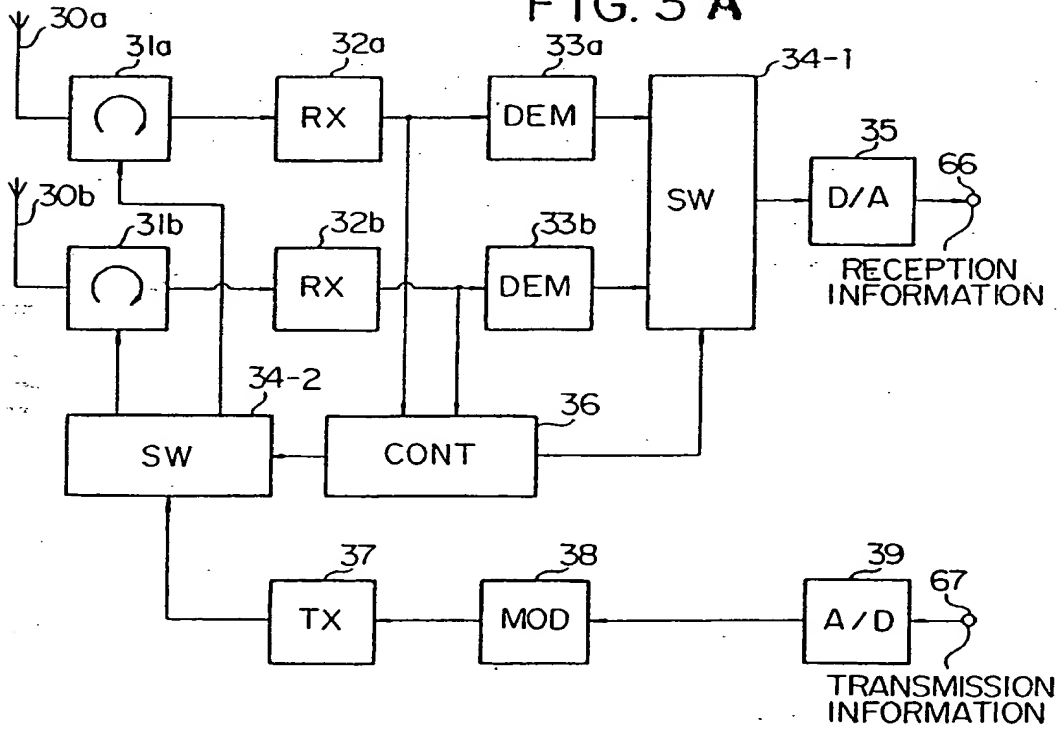 FIG. 3 A
30a
31a
32a
33a
34-1
RX
DEM
SW
35
66
D/A
30b
31b
32b
33b
RX
DEM
RECEPTION
INFORMATION
34-2
36
SW
CONT
37
38
39
67
TX
MOD
A/D
TRANSMISSION
INFORMATION